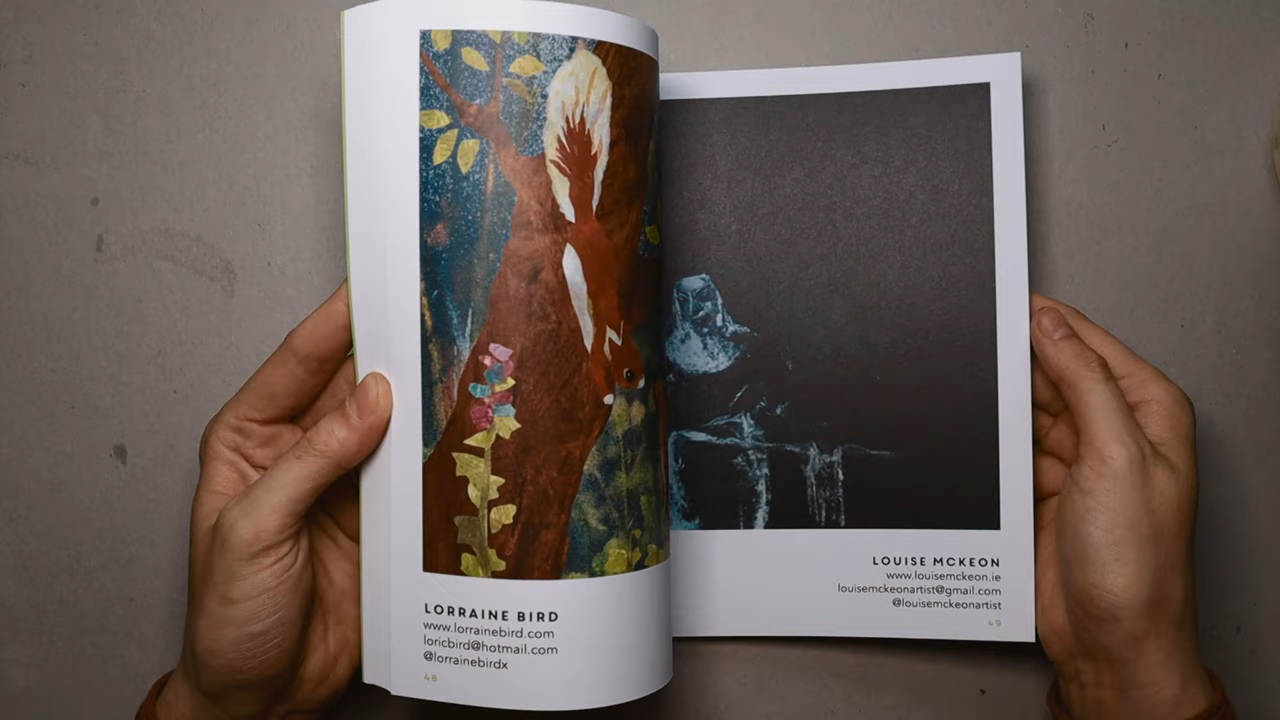 LORRAINE BIRD
www.lorrainebird.com
loricbird@hotmail.com
@lorrainebirdx
48
LOUISE MCKEON
www.louisemckeon.ie
louisemckeonartist@gmail.com
@louisemckeonartist
49